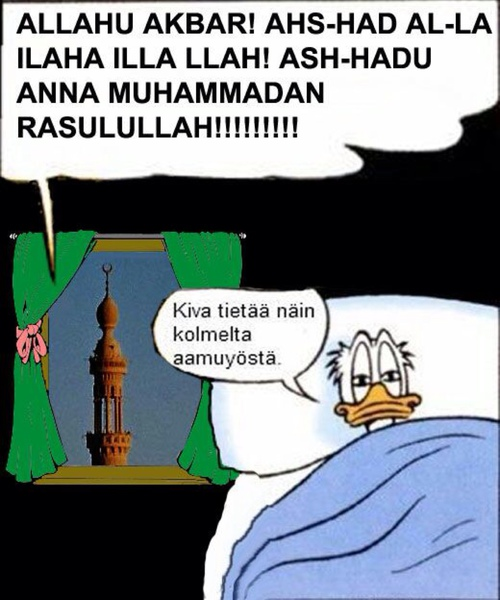 ALLAHU AKBAR! AHS-HAD AL-LA
ILAHA ILLA LLAH! ASH-HADU
ANNA MUHAMMADAN
RASULULLAH!!!!!!!!!
Kiva tietää näin
kolmelta
aamuyöstä.